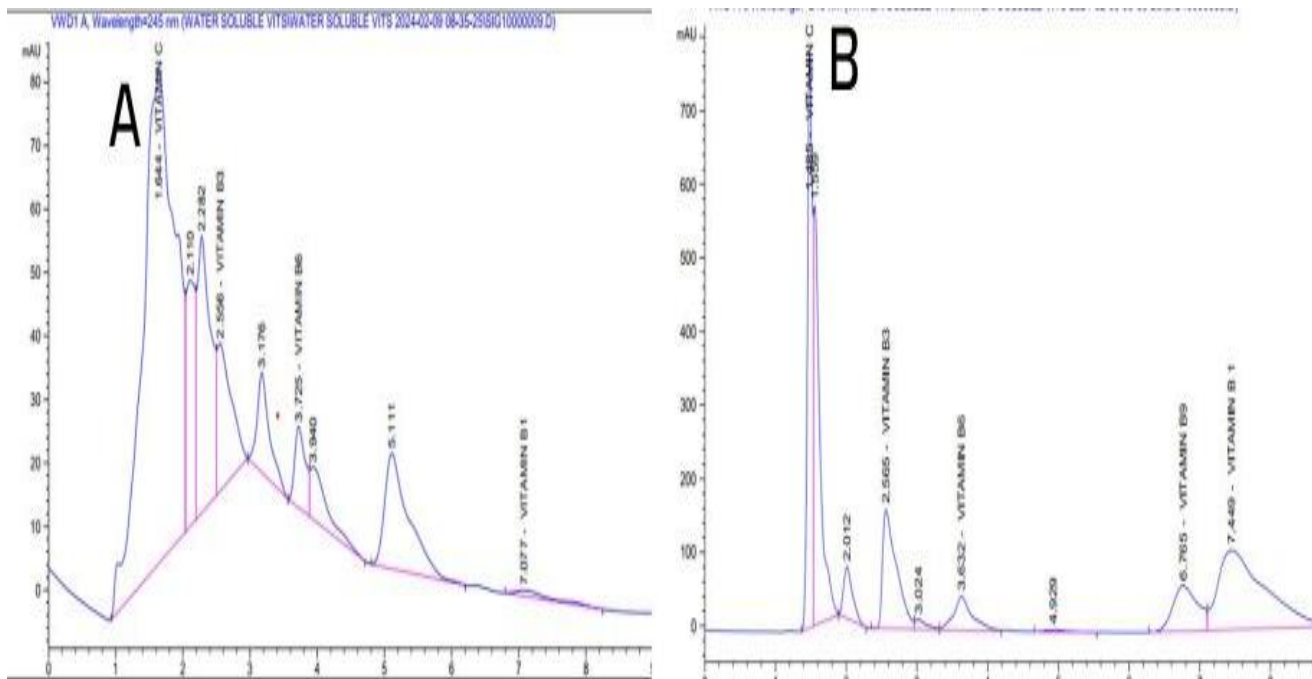 VWD1 A, Wavelength=245 nm (WATER SOLUBLE VITS\WATER SOLUBLE VITS 2024-02-09 08-35-25\SIG10000009.D)
mAU
A
80
70
60
50
40
30
20
10
0
1.644 - VITAMIN C
2.110
2.282
2.556 - VITAMIN B3
3.176
3.725 - VITAMIN B6
3.940
5.111
7.077 - VITAMIN B1
0
1
2
3
4
5
6
7
8
mAU
B
700
600
500
400
300
200
100
0
1.485 - VITAMIN C
1.559
2.012
2.565 - VITAMIN B3
3.024
3.632 - VITAMIN B6
4.929
6.765 - VITAMIN B9
7.449 - VITAMIN B 1